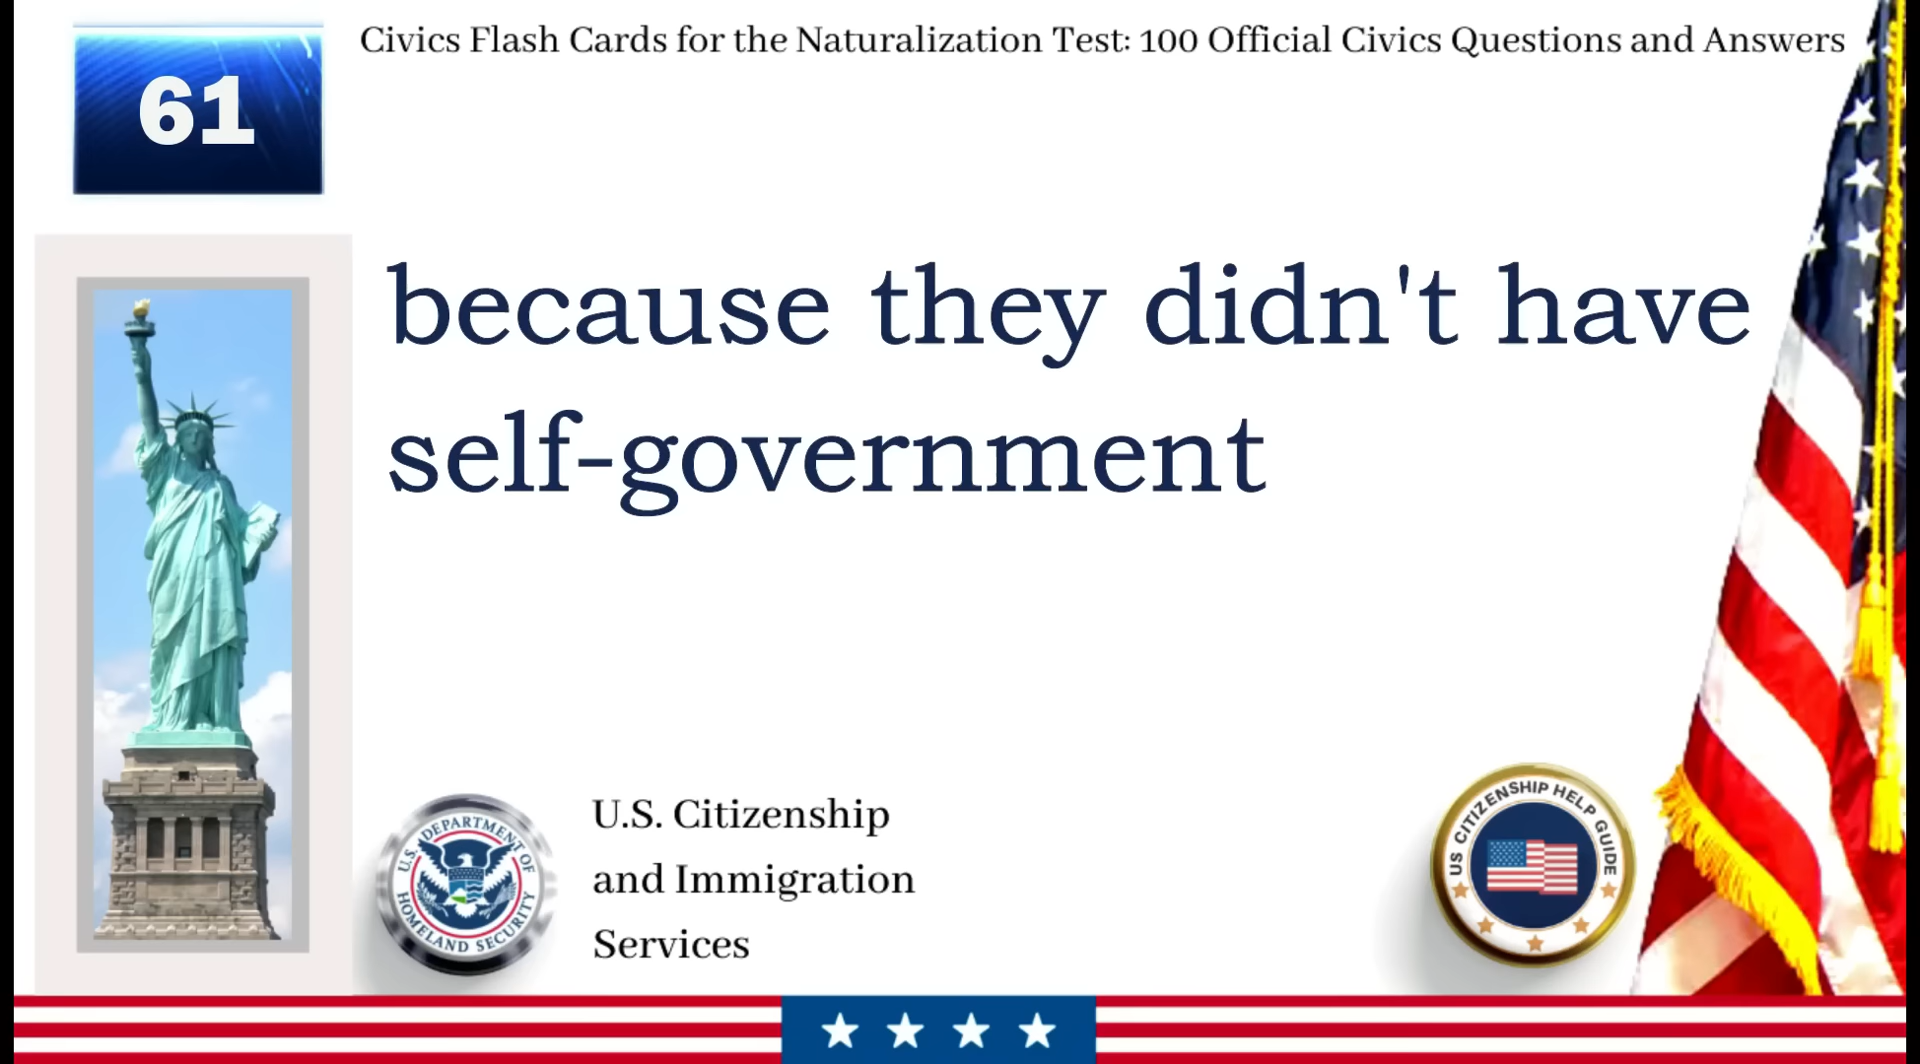 Civics Flash Cards for the Naturalization Test: 100 Official Civics Questions and Answers
61
because they didn't have
self-government
U.S. DEPARTMENT OF
HOMELAND SECURITY
U.S. Citizenship
and Immigration
Services
US CITIZENSHIP HELP GUIDE